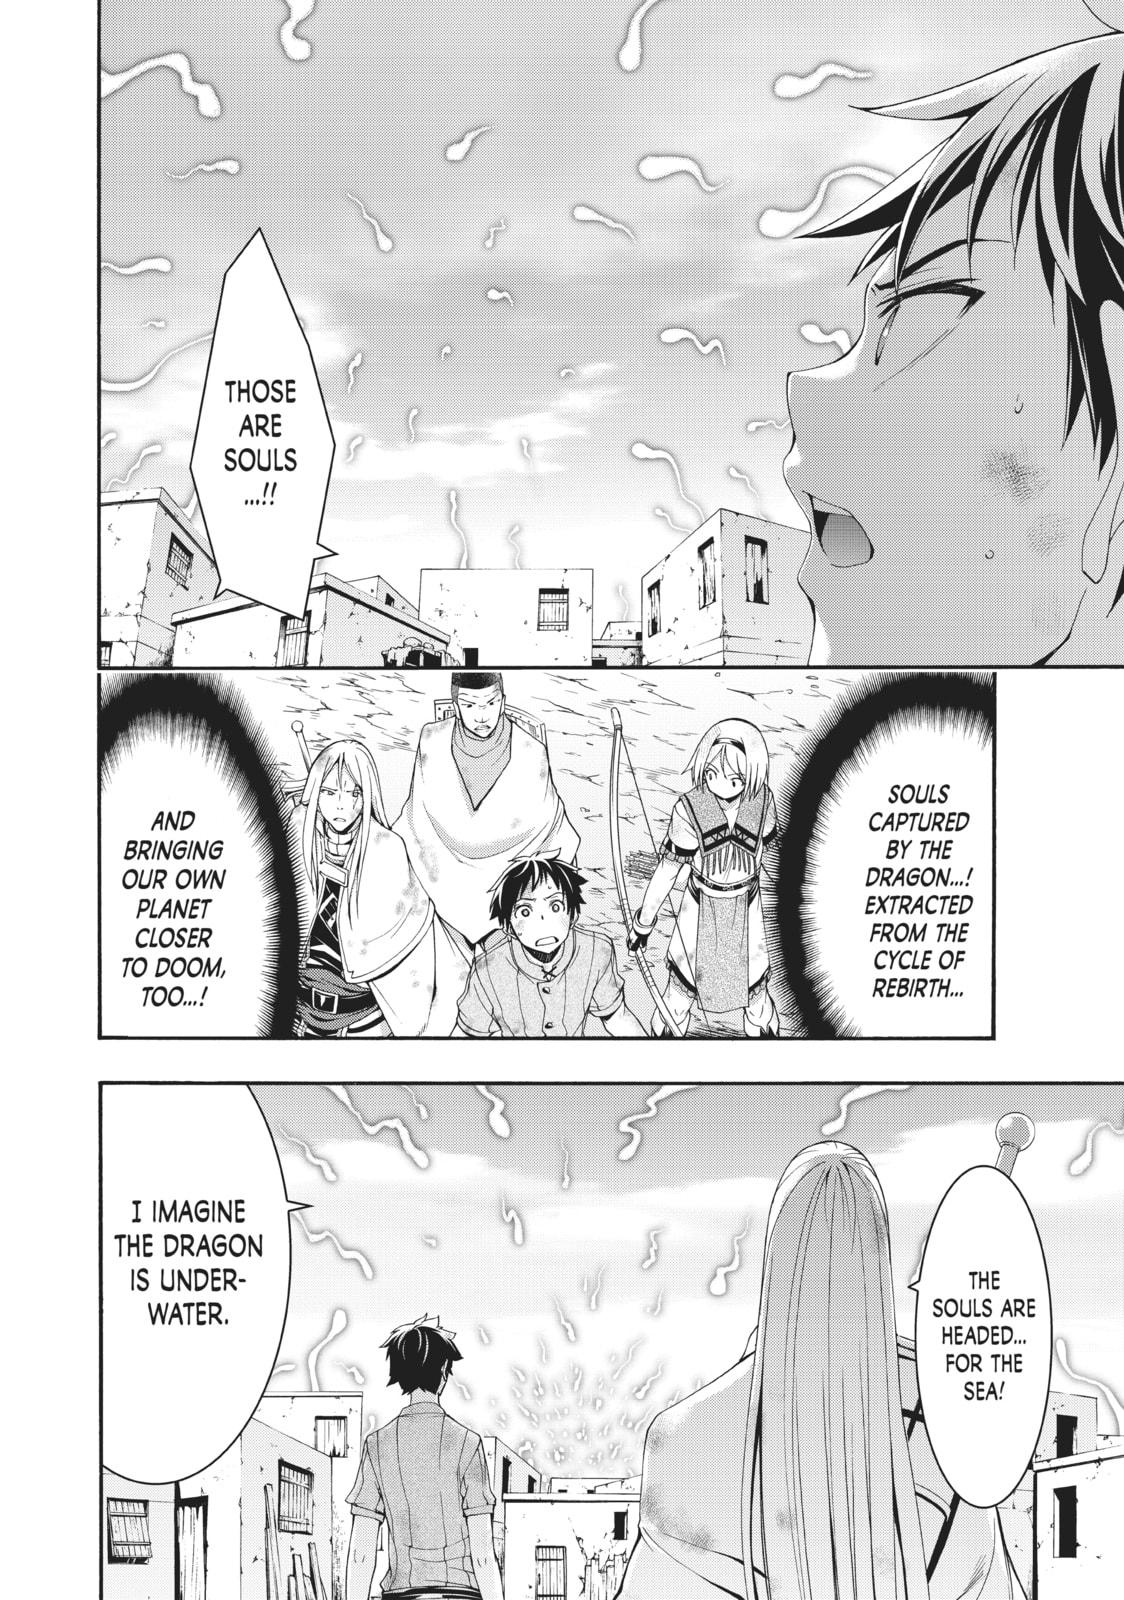 THOSE
ARE
SOULS
...!!
SOULS
CAPTURED
BY THE
DRAGON...!
EXTRACTED
FROM THE
CYCLE OF
REBIRTH...
AND
BRINGING
OUR OWN
PLANET
CLOSER
TO DOOM,
TOO...!
THE
SOULS ARE
HEADED...
FOR THE
SEA!
I IMAGINE
THE DRAGON
IS UNDER-
WATER.